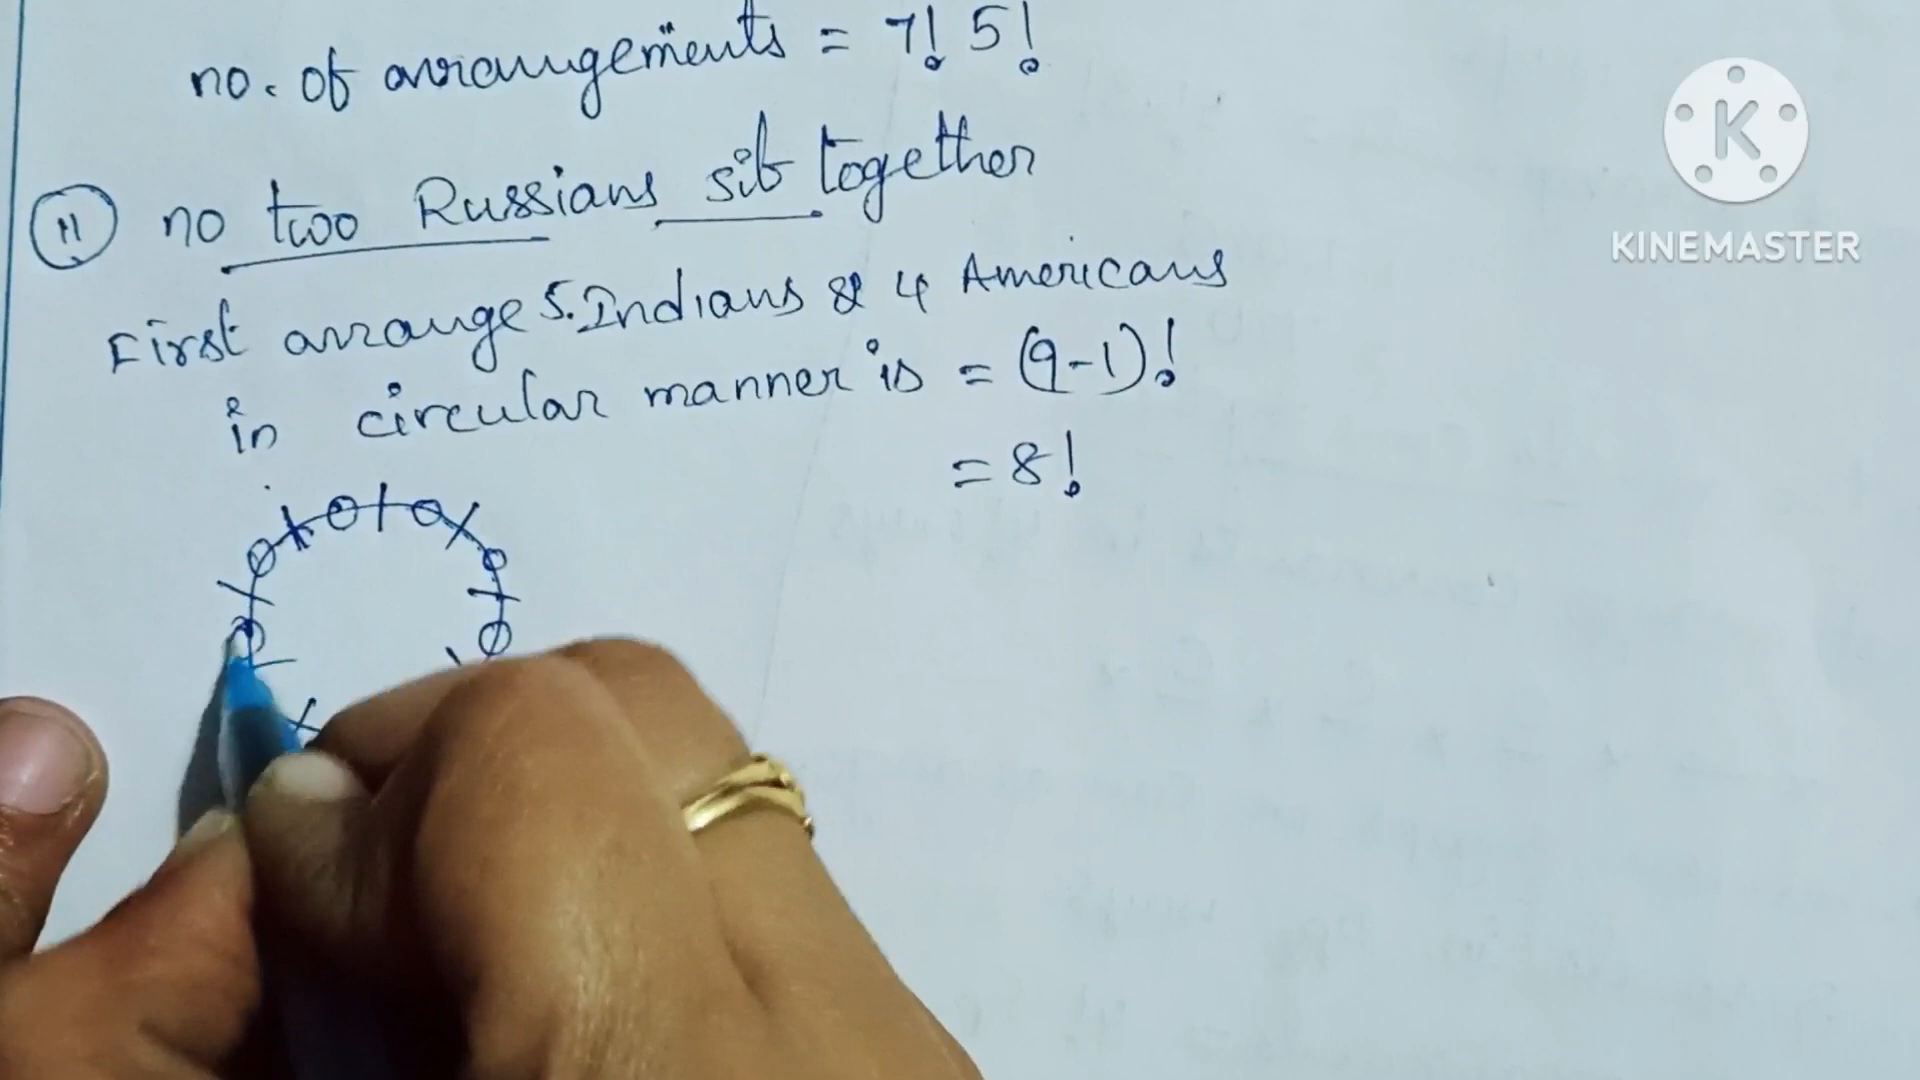 no. of arrangements = 7! 5!
K
KINEMASTER
(ii) no two Russians sit together
First arrange 5. Indians & 4 Americans
in circular manner is = (9-1)!
= 8!